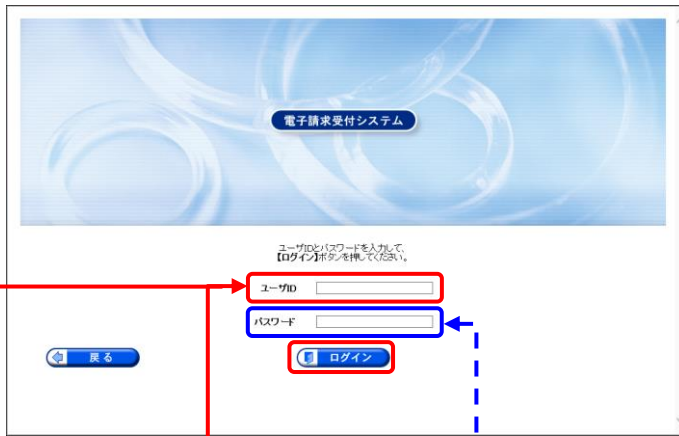 電子請求受付システム
ユーザIDとパスワードを入力して、
【ログイン】ボタンを押してください。
ユーザID
パスワード
戻る
ログイン